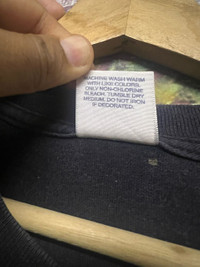 MACHINE WASH WARM
WITH LIKE COLORS.
ONLY NON-CHLORINE
BLEACH. TUMBLE DRY
MEDIUM. DO NOT IRON
IF DECORATED.